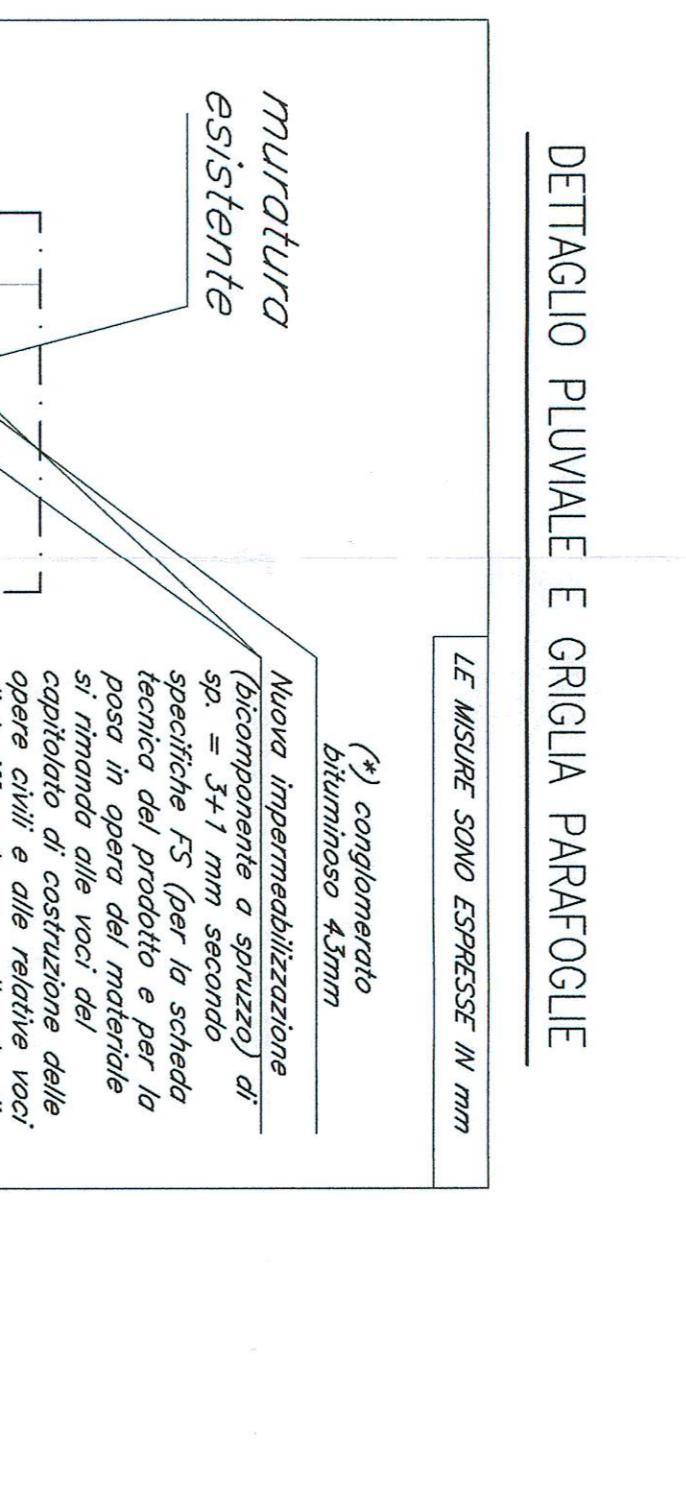 DETTAGLIO PLUVIALE E GRIGLIA PARAFOGLIE
LE MISURE SONO ESPRESSE IN mm
muratura
esistente
(*) conglomerato
bituminoso 43mm
Nuova impermeabilizzazione
(bicomponente a spruzzo) di
sp. = 3+1 mm secondo
specifiche FS (per la scheda
tecnica del prodotto e per la
posa in opera del materiale
si rimanda alle voci del
capitolato di costruzione delle
opere civili e alle relative voci